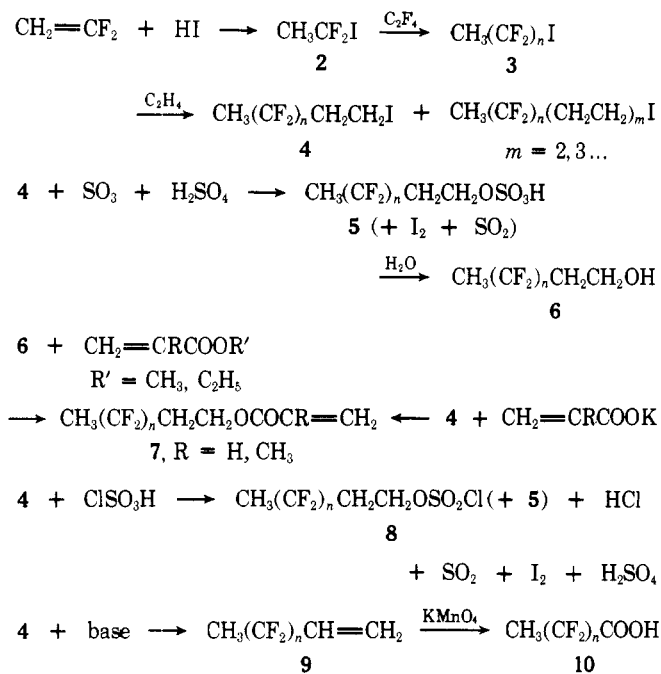 CH₂=CF₂ + HI ⟶ CH₃CF₂I C₂F₄⟶ CH₃(CF₂)ₙI
2 3
C₂H₄⟶ CH₃(CF₂)ₙCH₂CH₂I + CH₃(CF₂)ₙ(CH₂CH₂)ₘI
4 m = 2, 3...
4 + SO₃ + H₂SO₄ ⟶ CH₃(CF₂)ₙCH₂CH₂OSO₃H
5 (+ I₂ + SO₂)
H₂O⟶ CH₃(CF₂)ₙCH₂CH₂OH
6
6 + CH₂=CRCOOR′
R′ = CH₃, C₂H₅
⟶ CH₃(CF₂)ₙCH₂CH₂OCOCR=CH₂ ⟵ 4 + CH₂=CRCOOK
7, R = H, CH₃
4 + ClSO₃H ⟶ CH₃(CF₂)ₙCH₂CH₂OSO₂Cl(+ 5) + HCl
8
+ SO₂ + I₂ + H₂SO₄
4 + base ⟶ CH₃(CF₂)ₙCH=CH₂ KMnO₄⟶ CH₃(CF₂)ₙCOOH
9 10